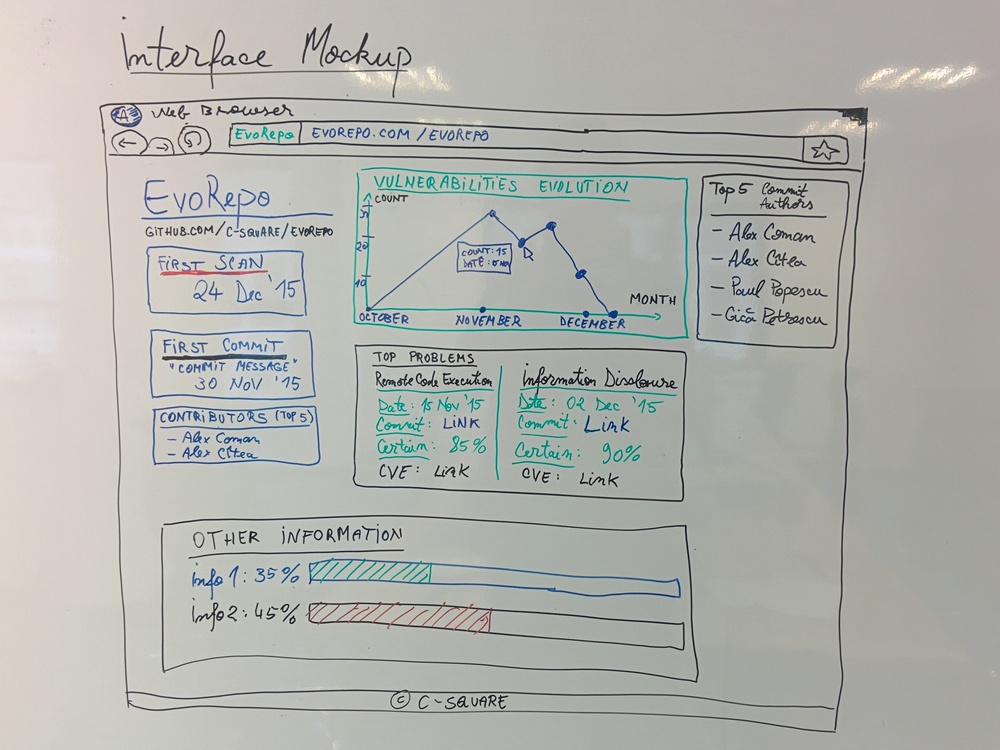 Interface Mockup
Web Browser
EvoRepo EVOREPO.COM/EVOREPO
EvoRepo
GITHUB.COM/C-SQUARE/EVOREPO
FIRST SCAN
24 Dec '15
FIRST COMMIT
"COMMIT MESSAGE"
30 NOV '15
CONTRIBUTORS (TOP 5)
- Alex Coman
- Alex Cîtea
VULNERABILITIES EVOLUTION
COUNT
20
10
COUNT: 15
DATE: NOV
MONTH
OCTOBER NOVEMBER DECEMBER
TOP PROBLEMS
Remote Code Execution
Date: 15 Nov '15
Commit: LINK
Certain: 85%
CVE: LINK
Information Disclosure
Date: 02 Dec '15
Commit: LINK
Certain: 90%
CVE: LINK
Top 5 Commit
Authors
- Alex Coman
- Alex Cîtea
- Paul Popescu
- Gică Petrescu
OTHER INFORMATION
info 1: 35%
info 2: 45%
© C-SQUARE